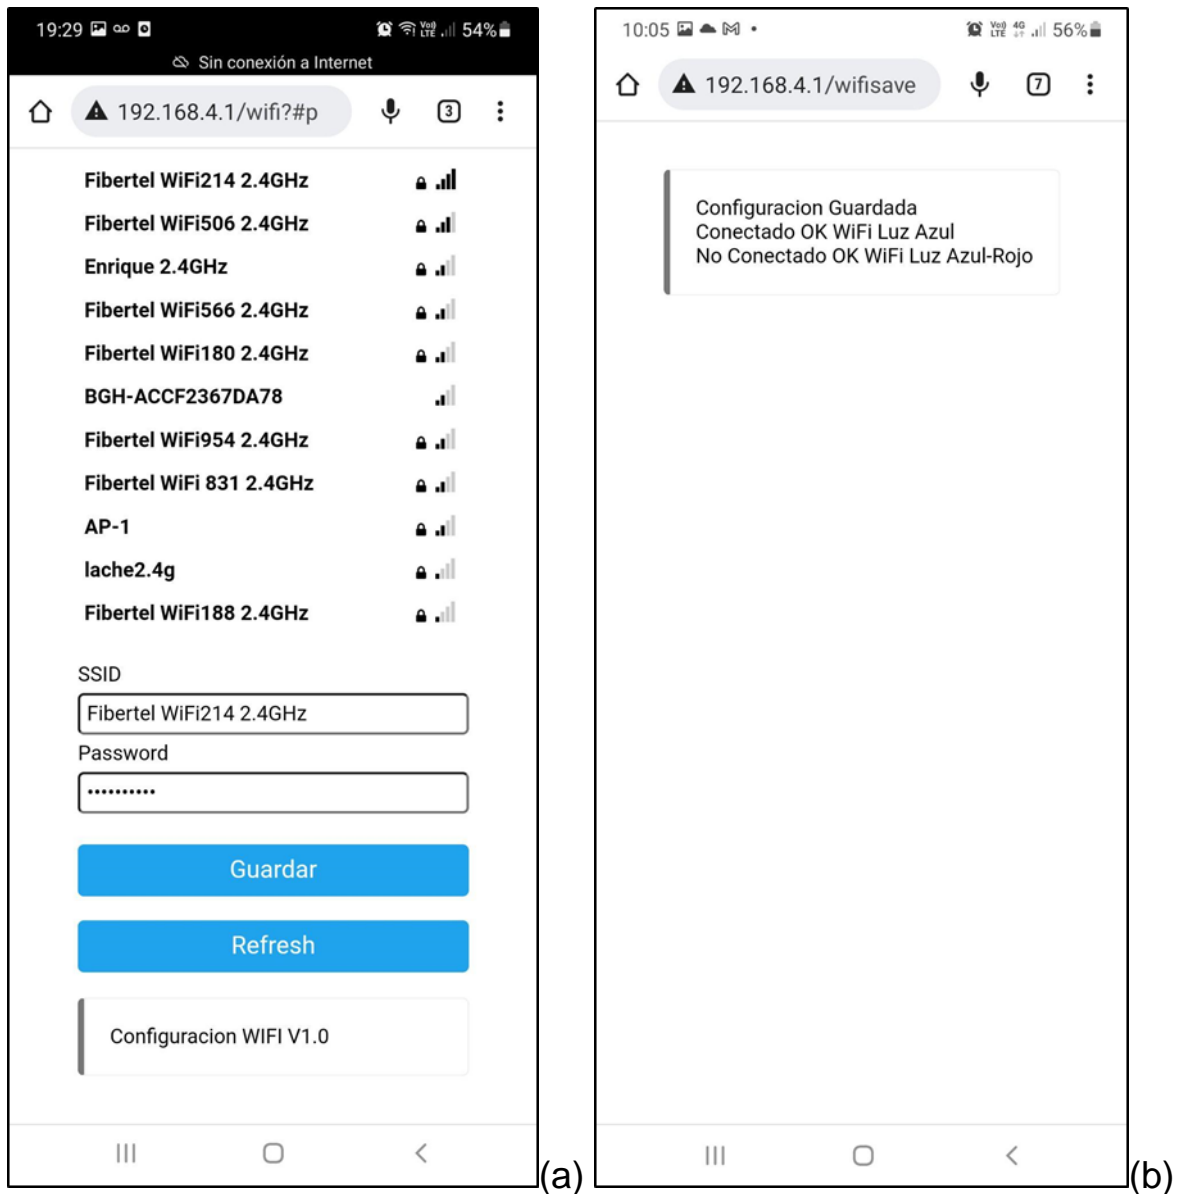 19:29
54%
Sin conexión a Internet
192.168.4.1/wifi?#p
3
Fibertel WiFi214 2.4GHz
Fibertel WiFi506 2.4GHz
Enrique 2.4GHz
Fibertel WiFi566 2.4GHz
Fibertel WiFi180 2.4GHz
BGH-ACCF2367DA78
Fibertel WiFi954 2.4GHz
Fibertel WiFi 831 2.4GHz
AP-1
lache2.4g
Fibertel WiFi188 2.4GHz
SSID
Fibertel WiFi214 2.4GHz
Password
••••••••••
Guardar
Refresh
Configuracion WIFI V1.0
(a)
10:05
4G 56%
192.168.4.1/wifisave
7
Configuracion Guardada
Conectado OK WiFi Luz Azul
No Conectado OK WiFi Luz Azul-Rojo
(b)